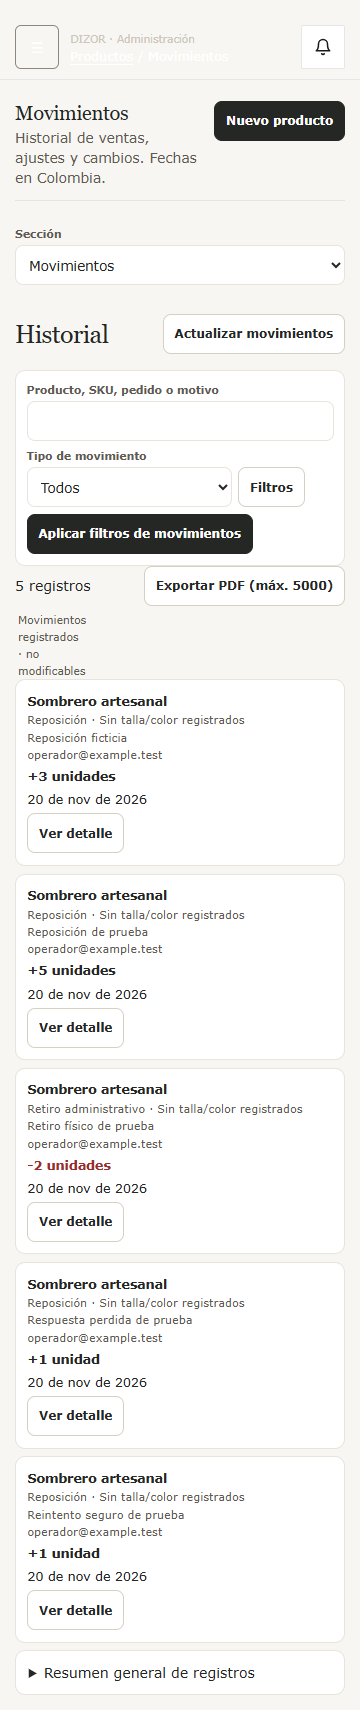 DIZOR · Administración
Productos / Movimientos
Movimientos
Nuevo producto
Historial de ventas,
ajustes y cambios. Fechas
en Colombia.
Sección
Movimientos
Historial
Actualizar movimientos
Producto, SKU, pedido o motivo
Tipo de movimiento
Todos
Filtros
Aplicar filtros de movimientos
5 registros
Exportar PDF (máx. 5000)
Movimientos
registrados
· no
modificables
Sombrero artesanal
Reposición · Sin talla/color registrados
Reposición ficticia
operador@example.test
+3 unidades
20 de nov de 2026
Ver detalle
Sombrero artesanal
Reposición · Sin talla/color registrados
Reposición de prueba
operador@example.test
+5 unidades
20 de nov de 2026
Ver detalle
Sombrero artesanal
Retiro administrativo · Sin talla/color registrados
Retiro físico de prueba
operador@example.test
-2 unidades
20 de nov de 2026
Ver detalle
Sombrero artesanal
Reposición · Sin talla/color registrados
Respuesta perdida de prueba
operador@example.test
+1 unidad
20 de nov de 2026
Ver detalle
Sombrero artesanal
Reposición · Sin talla/color registrados
Reintento seguro de prueba
operador@example.test
+1 unidad
20 de nov de 2026
Ver detalle
Resumen general de registros